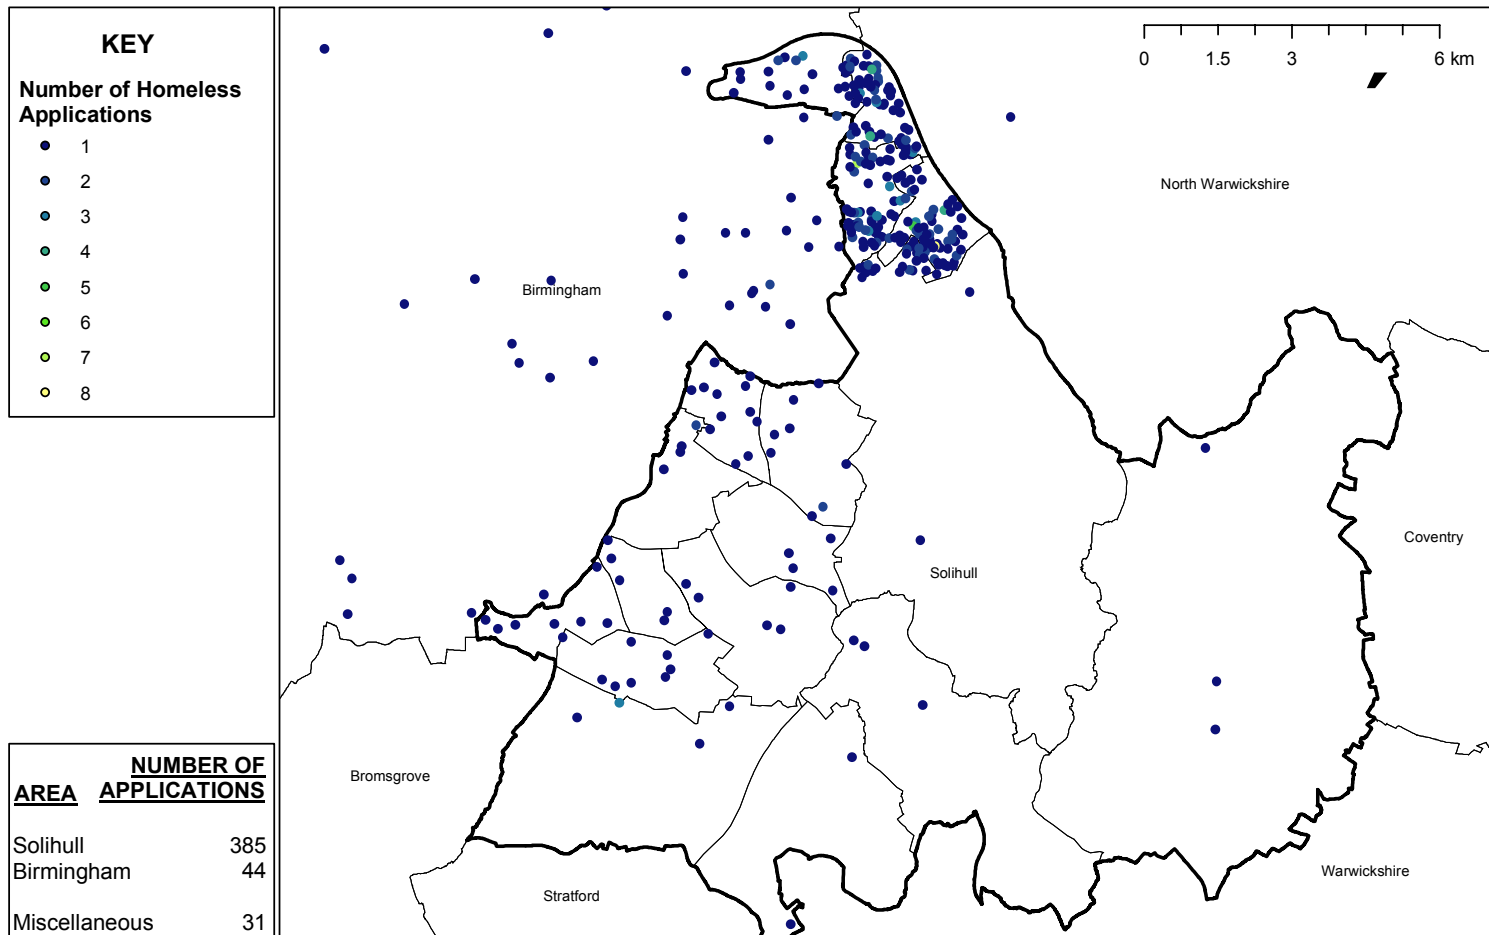 KEY
Number of Homeless
Applications
1
2
3
4
5
6
7
8
0 1.5 3 6 km
North Warwickshire
Birmingham
Coventry
Solihull
Bromsgrove
Stratford
Warwickshire
AREA NUMBER OF
APPLICATIONS
Solihull 385
Birmingham 44
Miscellaneous 31